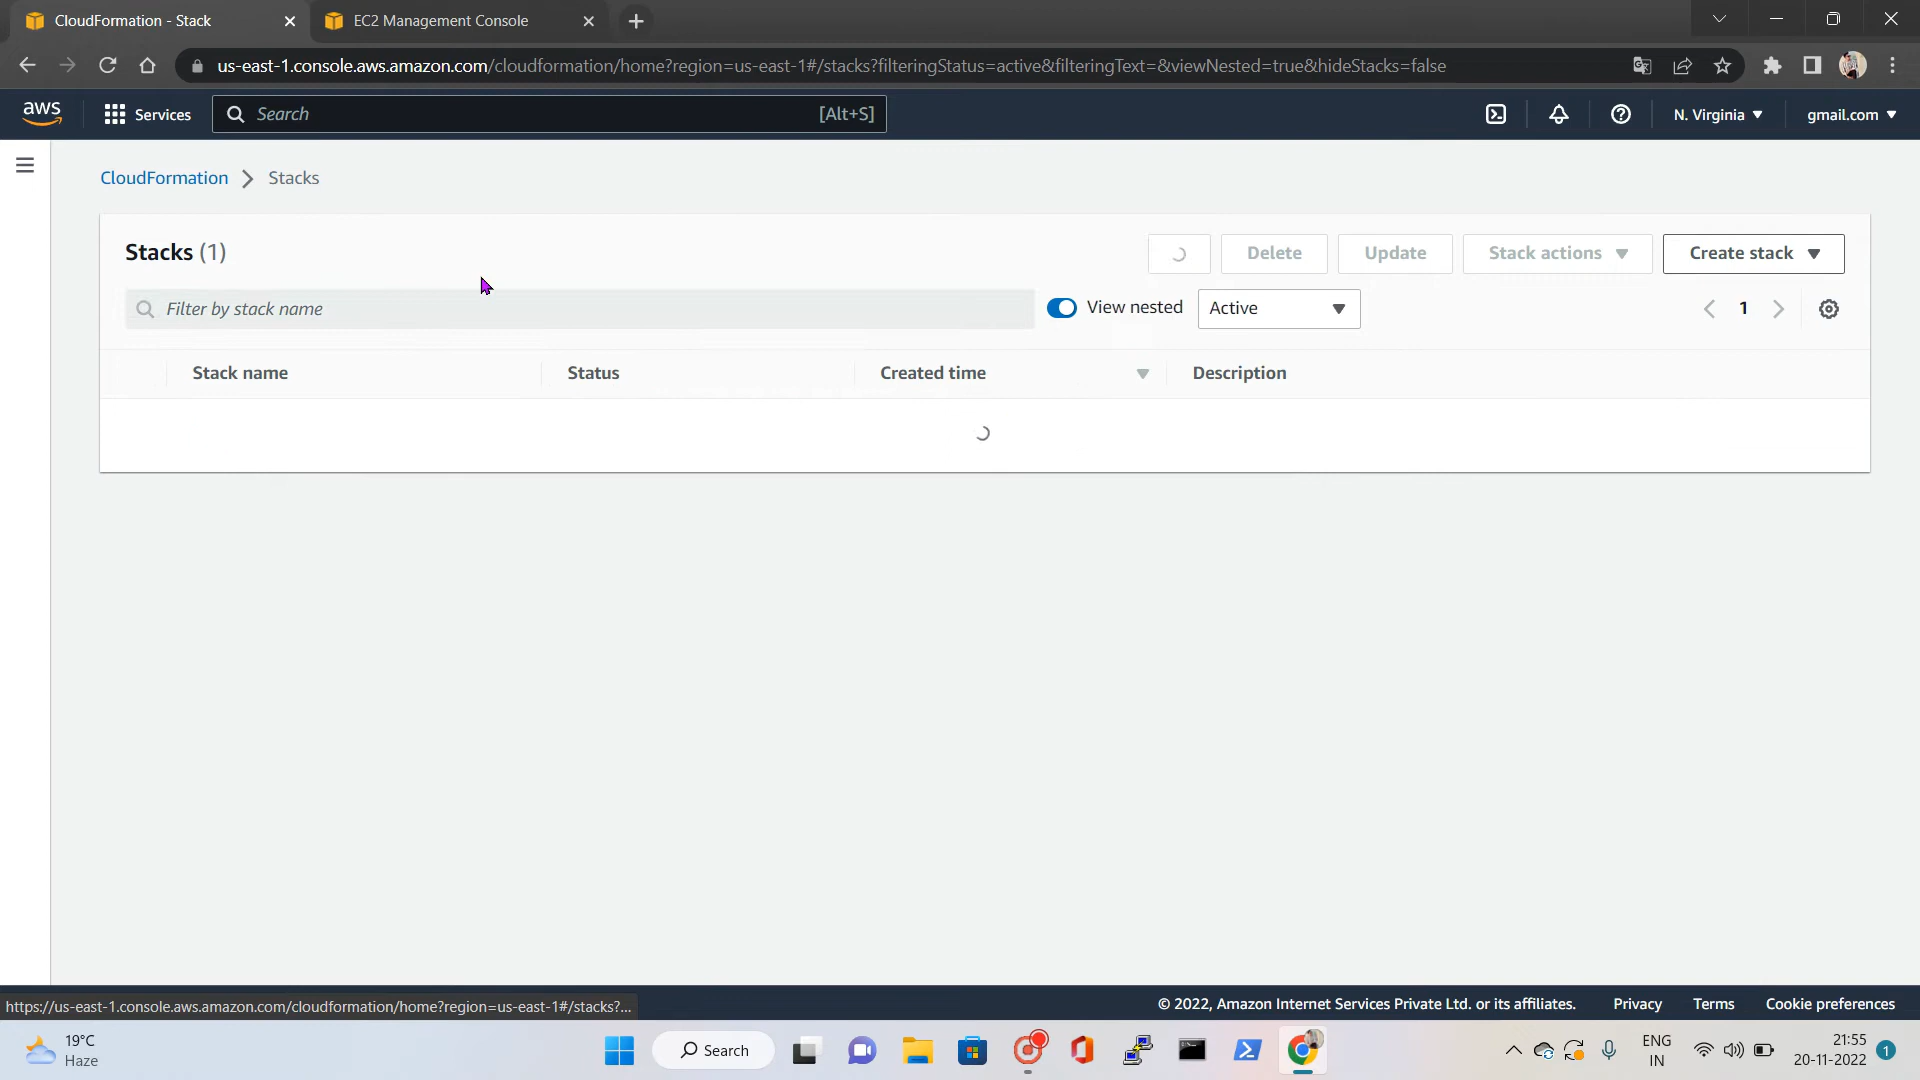 CloudFormation - Stack
EC2 Management Console
us-east-1.console.aws.amazon.com/cloudformation/home?region=us-east-1#/stacks?filteringStatus=active&filteringText=&viewNested=true&hideStacks=false
aws
Services
Search
[Alt+S]
N. Virginia
gmail.com
CloudFormation > Stacks
Stacks (1)
Delete
Update
Stack actions
Create stack
Filter by stack name
View nested
Active
1
Stack name
Status
Created time
Description
https://us-east-1.console.aws.amazon.com/cloudformation/home?region=us-east-1#/stacks?...
© 2022, Amazon Internet Services Private Ltd. or its affiliates.
Privacy
Terms
Cookie preferences
19°C
Haze
Search
ENG
IN
21:55
20-11-2022
1